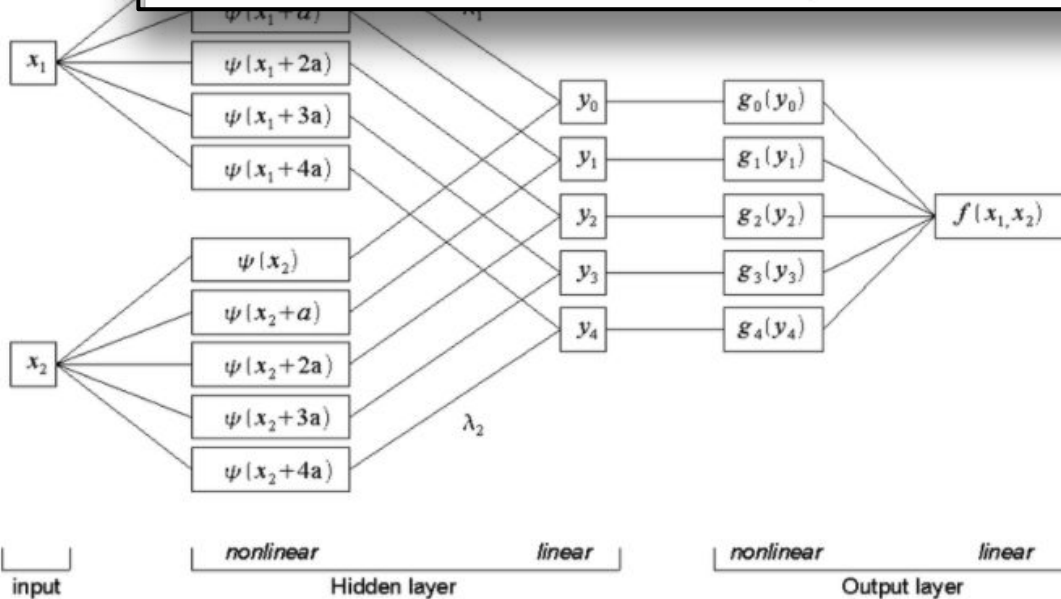 ψ(x₁+a)
λ₁
x₁
ψ(x₁+2a)
ψ(x₁+3a)
ψ(x₁+4a)
y₀
g₀(y₀)
y₁
g₁(y₁)
y₂
g₂(y₂)
f(x₁,x₂)
y₃
g₃(y₃)
y₄
g₄(y₄)
ψ(x₂)
ψ(x₂+a)
x₂
ψ(x₂+2a)
ψ(x₂+3a)
ψ(x₂+4a)
λ₂
nonlinear linear nonlinear linear
input Hidden layer Output layer